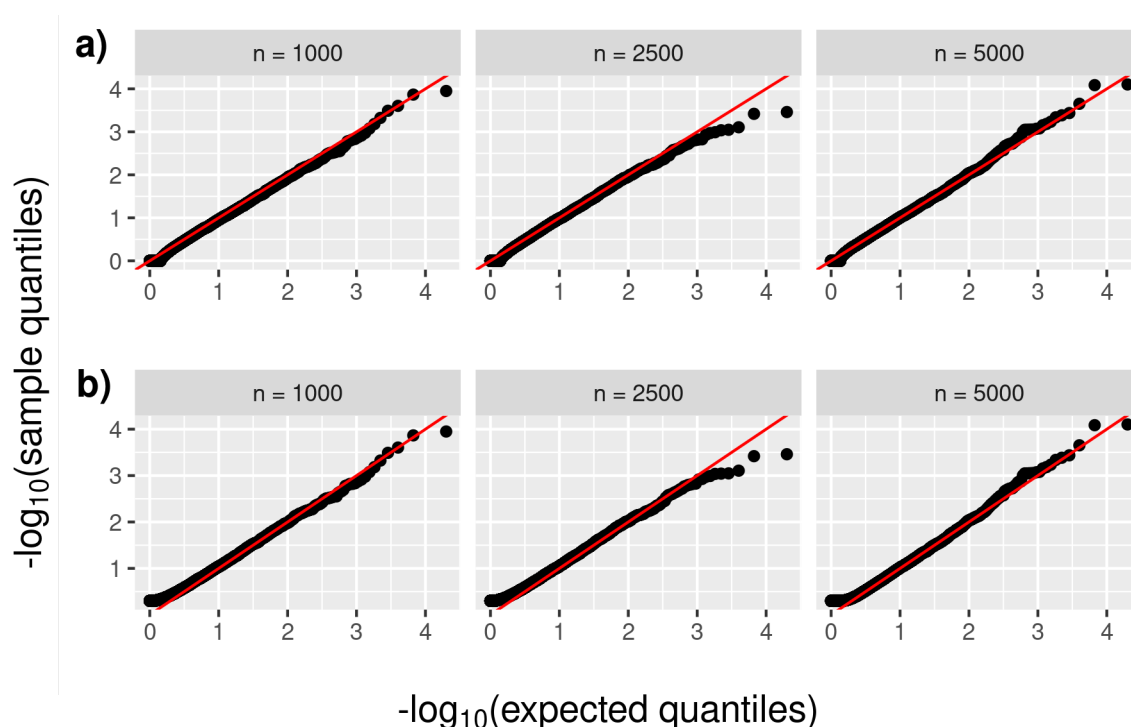 a)
n = 1000
n = 2500
n = 5000
4
3
2
1
0
0 1 2 3 4
0 1 2 3 4
0 1 2 3 4
-log10(sample quantiles)
b)
n = 1000
n = 2500
n = 5000
4
3
2
1
0 1 2 3 4
0 1 2 3 4
0 1 2 3 4
-log10(expected quantiles)